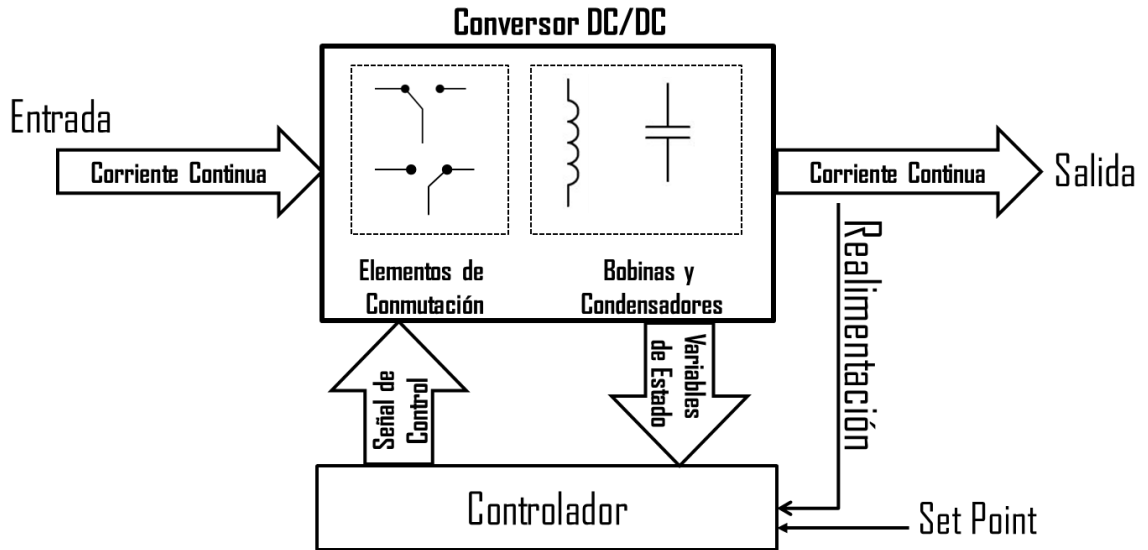 Conversor DC/DC
Entrada
Corriente Continua
Corriente Continua
Salida
Elementos de
Conmutación
Bobinas y
Condensadores
Realimentación
Señal de
Control
Variables
de Estado
Controlador
Set Point